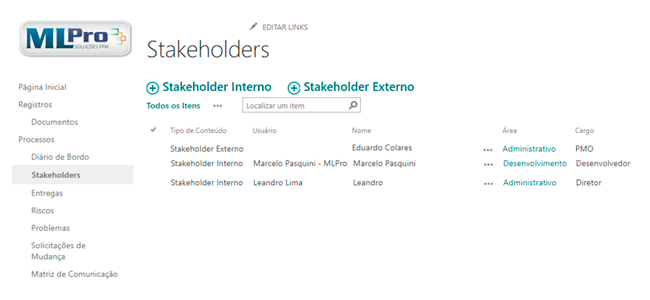 MLPro
SOLUÇÕES PPM
EDITAR LINKS
Stakeholders
Página Inicial
Registros
Documentos
Processos
Diário de Bordo
Stakeholders
Entregas
Riscos
Problemas
Solicitações de
Mudança
Matriz de Comunicação
Stakeholder Interno Stakeholder Externo
Todos os Itens ••• Localizar um item
Tipo de Conteúdo Usuário Nome Área Cargo
Stakeholder Externo Eduardo Colares ••• Administrativo PMO
Stakeholder Interno Marcelo Pasquini - MLPro Marcelo Pasquini ••• Desenvolvimento Desenvolvedor
Stakeholder Interno Leandro Lima Leandro ••• Administrativo Diretor